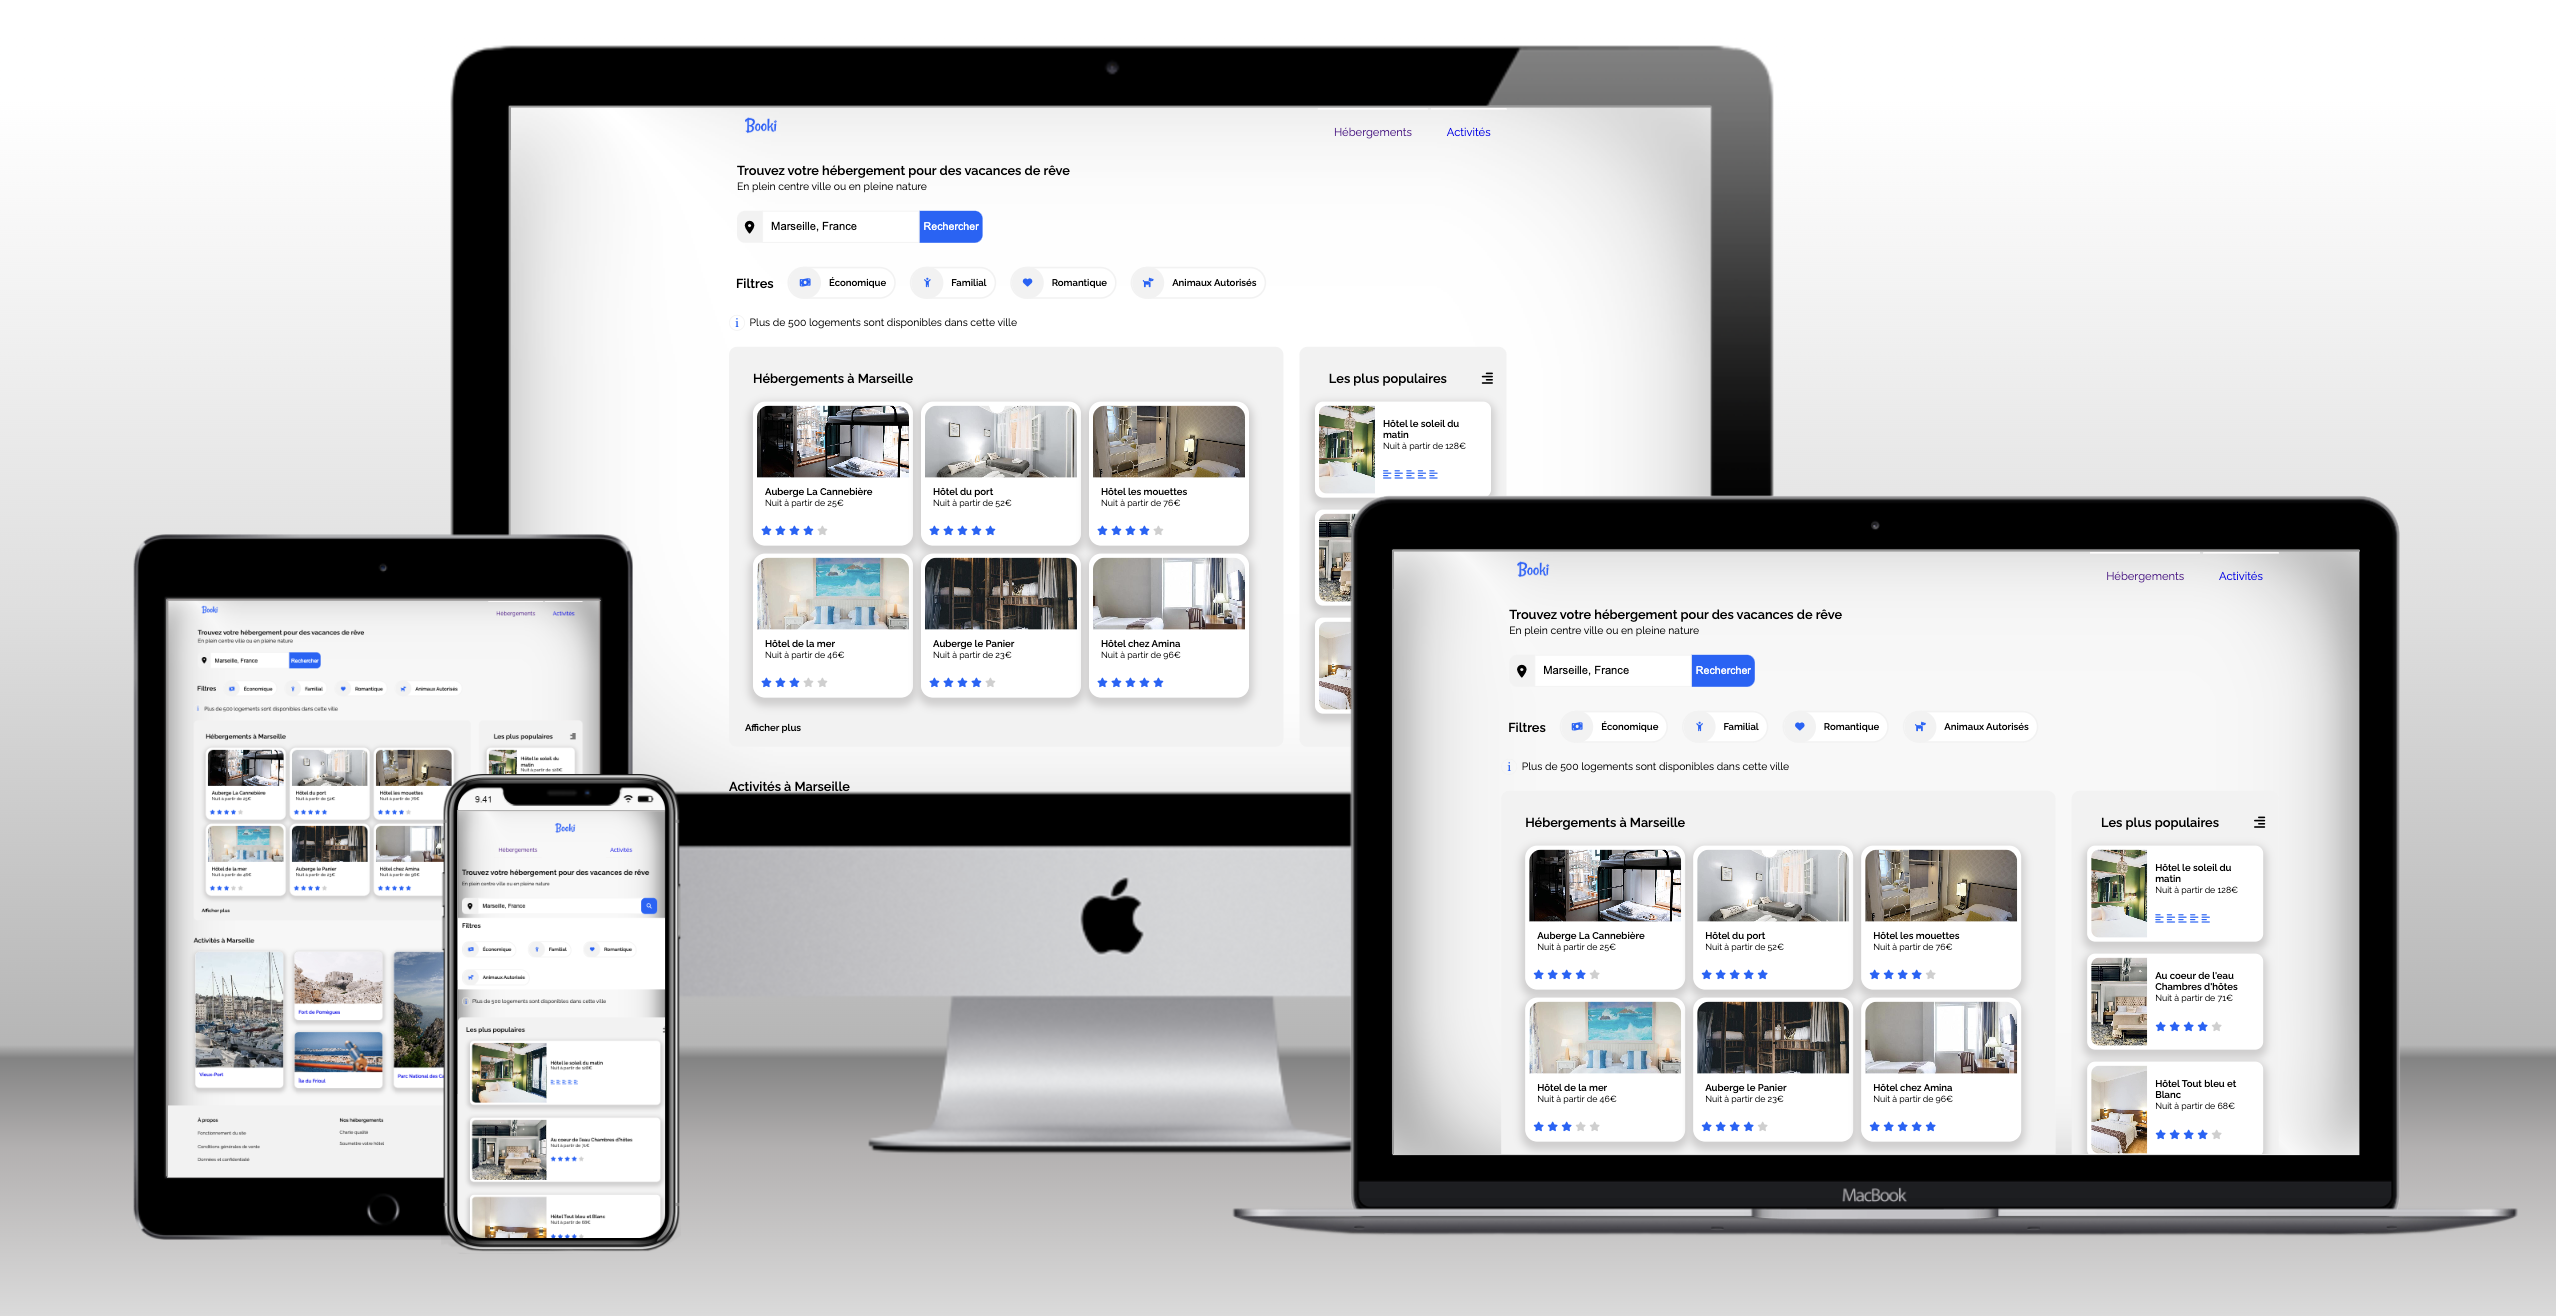 Booki
Hébergements
Activités
Trouvez votre hébergement pour des vacances de rêve
En plein centre ville ou en pleine nature
Marseille, France
Rechercher
Filtres
Économique
Familial
Romantique
Animaux Autorisés
i Plus de 500 logements sont disponibles dans cette ville
Hébergements à Marseille
Auberge La Cannebière
Nuit à partir de 25€
Hôtel du port
Nuit à partir de 52€
Hôtel les mouettes
Nuit à partir de 76€
Hôtel de la mer
Nuit à partir de 46€
Auberge le Panier
Nuit à partir de 23€
Hôtel chez Amina
Nuit à partir de 96€
Afficher plus
Les plus populaires
Hôtel le soleil du
matin
Nuit à partir de 128€
Activités à Marseille
Booki
Hébergements
Activités
Trouvez votre hébergement pour des vacances de rêve
En plein centre ville ou en pleine nature
Marseille, France
Rechercher
Filtres
Économique
Familial
Romantique
Animaux Autorisés
i Plus de 500 logements sont disponibles dans cette ville
Hébergements à Marseille
Auberge La Cannebière
Nuit à partir de 25€
Hôtel du port
Nuit à partir de 52€
Hôtel les mouettes
Nuit à partir de 76€
Hôtel de la mer
Nuit à partir de 46€
Auberge le Panier
Nuit à partir de 23€
Hôtel chez Amina
Nuit à partir de 96€
Afficher plus
Les plus populaires
Hôtel le soleil du
matin
Nuit à partir de 128€
Activités à Marseille
Vieux-Port
Fort de Pomègues
Île du Frioul
Parc National des Ca
À propos
Fonctionnement du site
Conditions générales de vente
Données et confidentialité
Nos hébergements
Charte qualité
Soumettre votre hôtel
9.41
Booki
Hébergements
Activités
Trouvez votre hébergement pour des vacances de rêve
En plein centre ville ou en pleine nature
Marseille, France
Filtres
Économique
Familial
Romantique
Animaux Autorisés
i Plus de 500 logements sont disponibles dans cette ville
Les plus populaires
Hôtel le soleil du matin
Nuit à partir de 128€
Au coeur de l'eau Chambres d'hôtes
Nuit à partir de 71€
Hôtel Tout bleu et Blanc
Nuit à partir de 68€
Booki
Hébergements
Activités
Trouvez votre hébergement pour des vacances de rêve
En plein centre ville ou en pleine nature
Marseille, France
Rechercher
Filtres
Économique
Familial
Romantique
Animaux Autorisés
i Plus de 500 logements sont disponibles dans cette ville
Hébergements à Marseille
Auberge La Cannebière
Nuit à partir de 25€
Hôtel du port
Nuit à partir de 52€
Hôtel les mouettes
Nuit à partir de 76€
Hôtel de la mer
Nuit à partir de 46€
Auberge le Panier
Nuit à partir de 23€
Hôtel chez Amina
Nuit à partir de 96€
Les plus populaires
Hôtel le soleil du
matin
Nuit à partir de 128€
Au coeur de l'eau
Chambres d'hôtes
Nuit à partir de 71€
Hôtel Tout bleu et
Blanc
Nuit à partir de 68€
MacBook